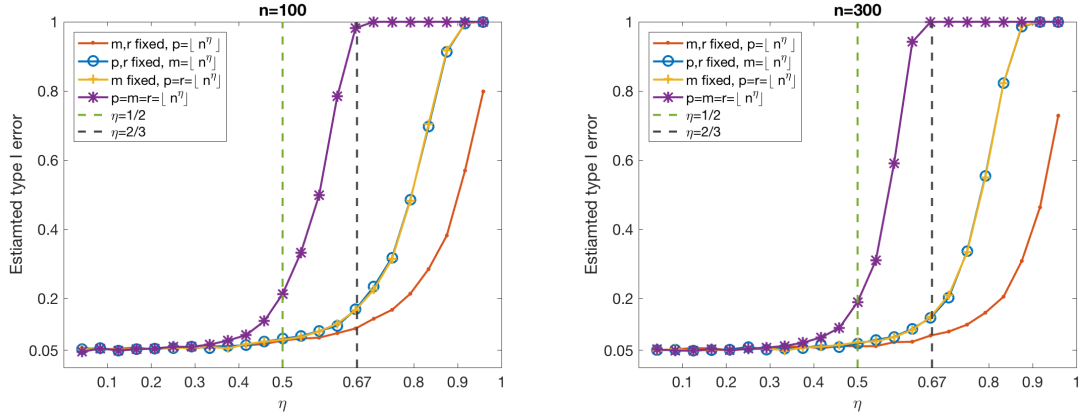 n=100
Estiamted type I error
1
0.8
0.6
0.4
0.2
0.05
m,r fixed, p=⌊ n^η⌋
p,r fixed, m=⌊ n^η⌋
m fixed, p=r=⌊ n^η⌋
p=m=r=⌊ n^η⌋
η=1/2
η=2/3
0.1 0.2 0.3 0.4 0.5 0.67 0.8 0.9 1
η
n=300
Estiamted type I error
1
0.8
0.6
0.4
0.2
0.05
m,r fixed, p=⌊ n^η⌋
p,r fixed, m=⌊ n^η⌋
m fixed, p=r=⌊ n^η⌋
p=m=r=⌊ n^η⌋
η=1/2
η=2/3
0.1 0.2 0.3 0.4 0.5 0.67 0.8 0.9 1
η